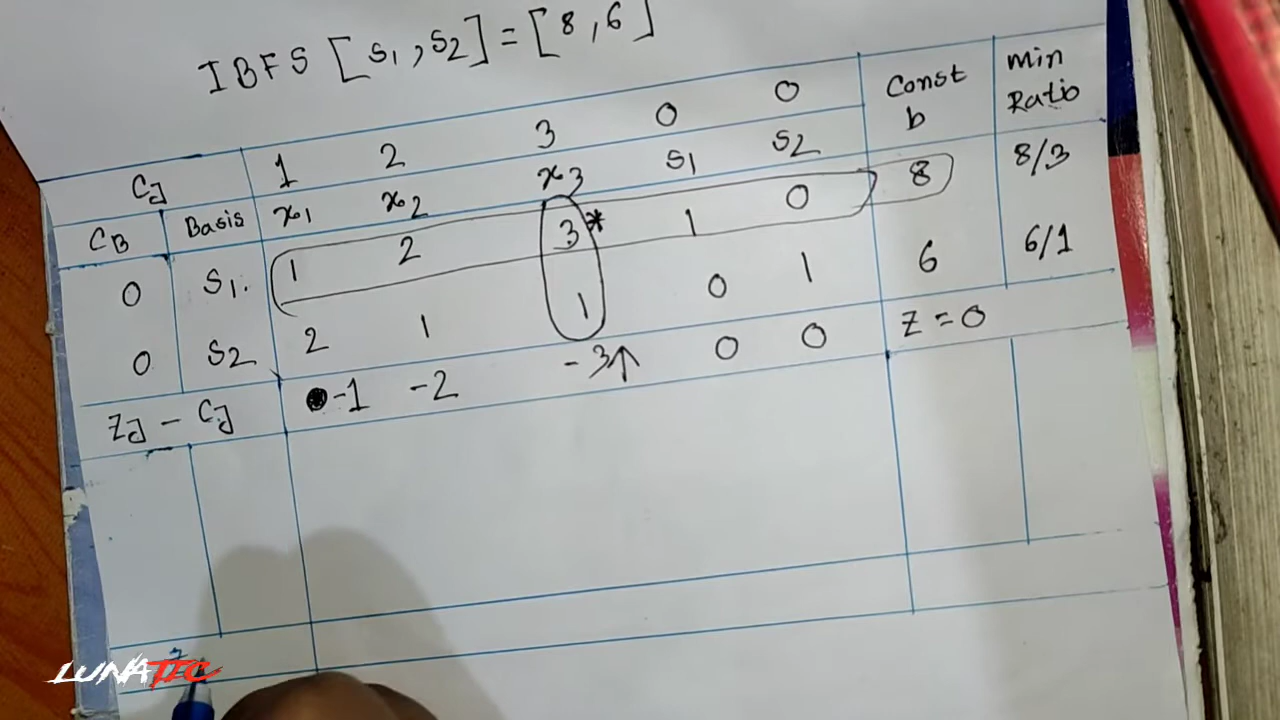 IBFS [s1, s2] = [8, 6]
CJ 1 2 3 0 0 Const b Min Ratio
CB Basis x1 x2 x3 s1 s2
0 S1. 1 2 3* 1 0 8 8/3
0 S2 2 1 1 0 1 6 6/1
ZJ - CJ -1 -2 -3↑ 0 0 Z = 0
LUNATIC